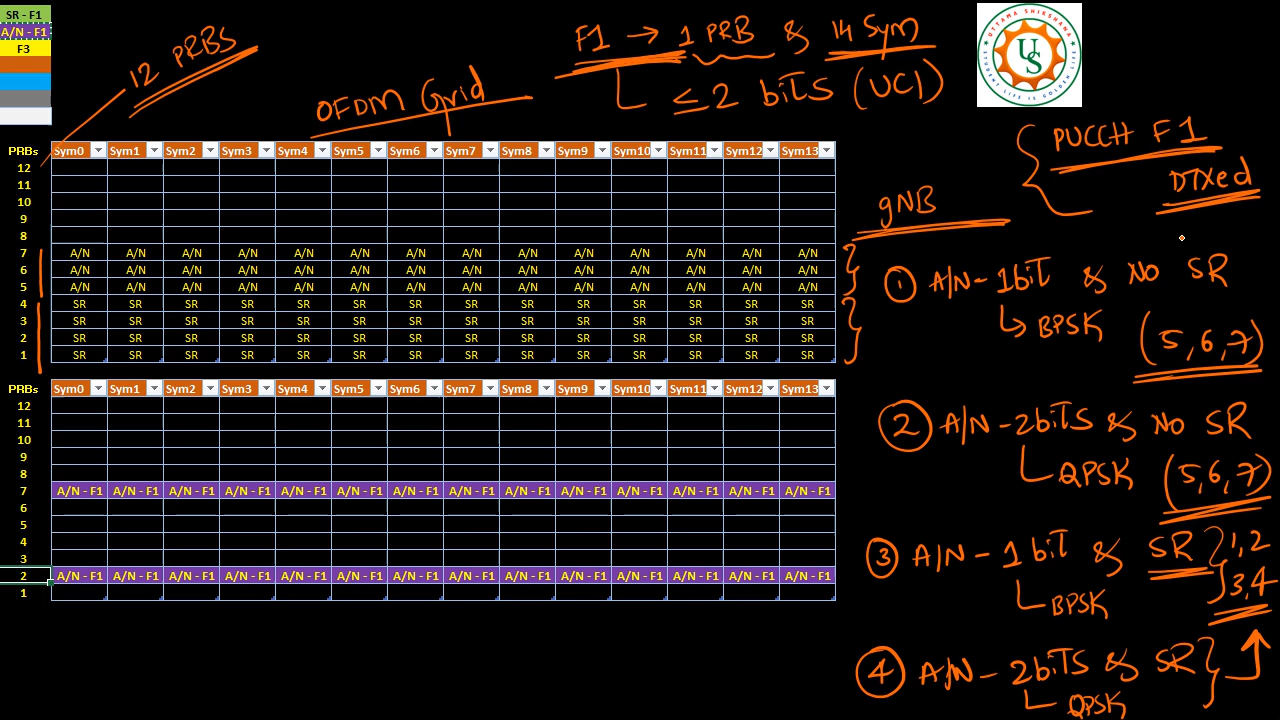 SR - F1
A/N - F1
F3
12 PRBS
OFDM Grid
F1 → 1 PRB & 14 Sym
≤ 2 bits (UCI)
UTTAMA SHIKSHANA
US
STUDENT LIFE IS GOLDEN LIFE
PUCCH F1
DTXed
gNB
PRBs Sym0 Sym1 Sym2 Sym3 Sym4 Sym5 Sym6 Sym7 Sym8 Sym9 Sym10 Sym11 Sym12 Sym13
12
11
10
9
8
7 A/N A/N A/N A/N A/N A/N A/N A/N A/N A/N A/N A/N A/N A/N
6 A/N A/N A/N A/N A/N A/N A/N A/N A/N A/N A/N A/N A/N A/N
5 A/N A/N A/N A/N A/N A/N A/N A/N A/N A/N A/N A/N A/N A/N
4 SR SR SR SR SR SR SR SR SR SR SR SR SR SR
3 SR SR SR SR SR SR SR SR SR SR SR SR SR SR
2 SR SR SR SR SR SR SR SR SR SR SR SR SR SR
1 SR SR SR SR SR SR SR SR SR SR SR SR SR SR
PRBs Sym0 Sym1 Sym2 Sym3 Sym4 Sym5 Sym6 Sym7 Sym8 Sym9 Sym10 Sym11 Sym12 Sym13
12
11
10
9
8
7 A/N - F1 A/N - F1 A/N - F1 A/N - F1 A/N - F1 A/N - F1 A/N - F1 A/N - F1 A/N - F1 A/N - F1 A/N - F1 A/N - F1 A/N - F1 A/N - F1
6
5
4
3
2 A/N - F1 A/N - F1 A/N - F1 A/N - F1 A/N - F1 A/N - F1 A/N - F1 A/N - F1 A/N - F1 A/N - F1 A/N - F1 A/N - F1 A/N - F1 A/N - F1
1
1 A/N - 1bit & No SR
BPSK (5,6,7)
2 A/N - 2bits & No SR
QPSK (5,6,7)
3 A/N - 1 bit & SR } 1,2
BPSK 3,4
4 A/N - 2bits & SR }
QPSK